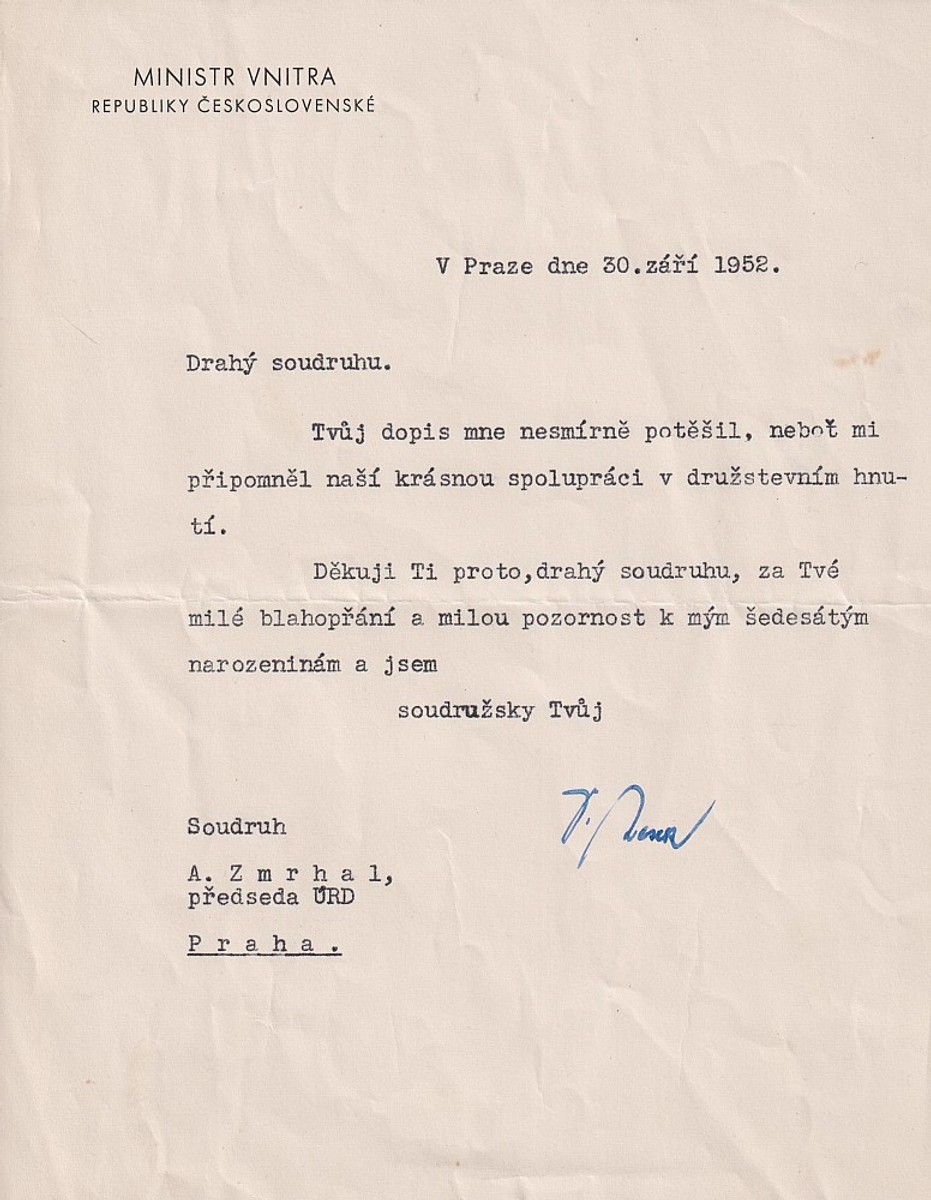 MINISTR VNITRA
REPUBLIKY ČESKOSLOVENSKÉ
V Praze dne 30.září 1952.
Drahý soudruhu.
Tvůj dopis mne nesmírně potěšil, neboť mi
připomněl naší krásnou spolupráci v družstevním hnu-
tí.
Děkuji Ti proto,drahý soudruhu, za Tvé
milé blahopřání a milou pozornost k mým šedesátým
narozeninám a jsem
soudružsky Tvůj
Soudruh
A. Z m r h a l,
předseda ÚRD
P r a h a .